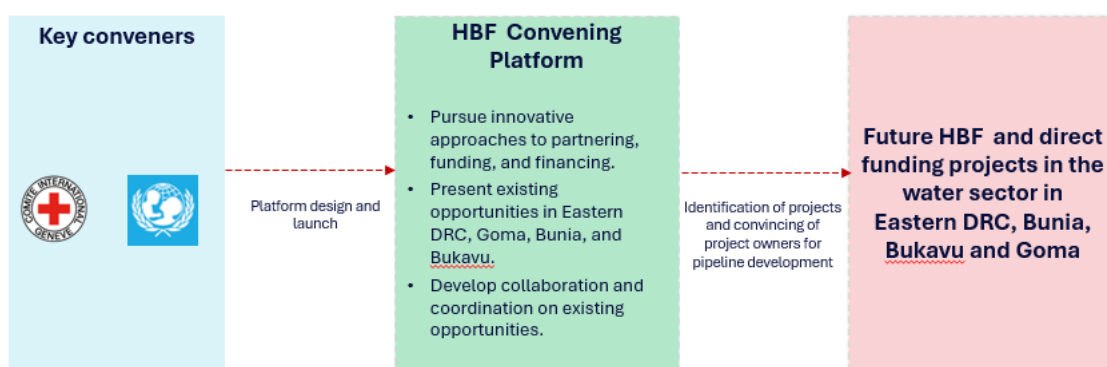 Key conveners
COMITE INTERNATIONAL
GENEVE
Platform design and
launch
HBF Convening
Platform
• Pursue innovative
approaches to partnering,
funding, and financing.
• Present existing
opportunities in Eastern
DRC, Goma, Bunia, and
Bukavu.
• Develop collaboration and
coordination on existing
opportunities.
Identification of projects
and convincing of
project owners for
pipeline development
Future HBF and direct
funding projects in the
water sector in
Eastern DRC, Bunia,
Bukavu and Goma